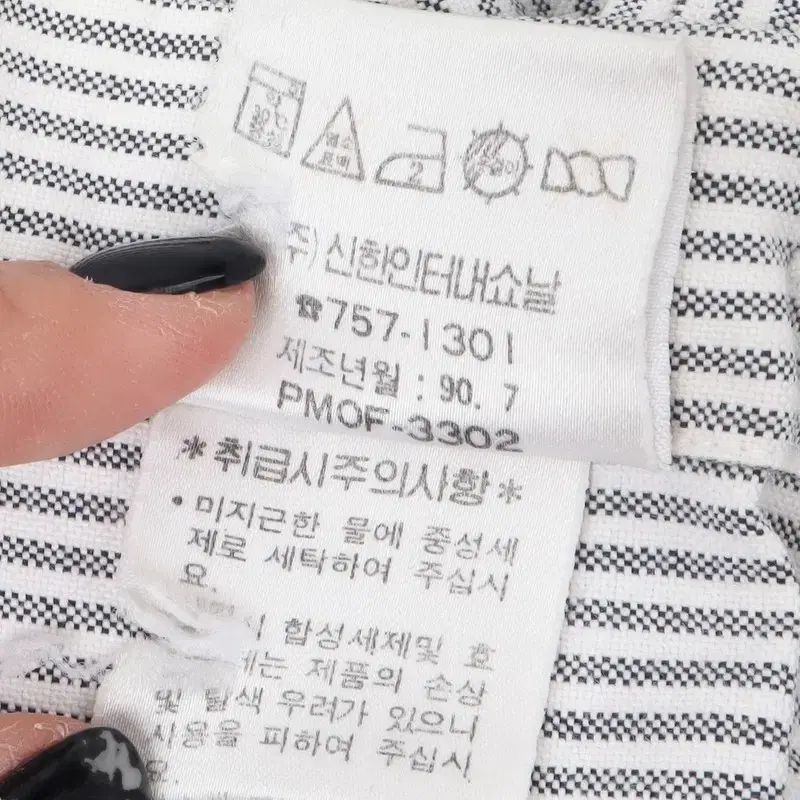 2
주) 신한인터내쇼날
☎757-1301
제조년월 : 90. 7
PMOF-3302
* 취급시주의사항 *
• 미지근한 물에 중성세
제로 세탁하여 주십시
요.
합성세제및 효
는 제품의 손상
및 탈색 우려가 있으니
사용을 피하여 주십시
요.